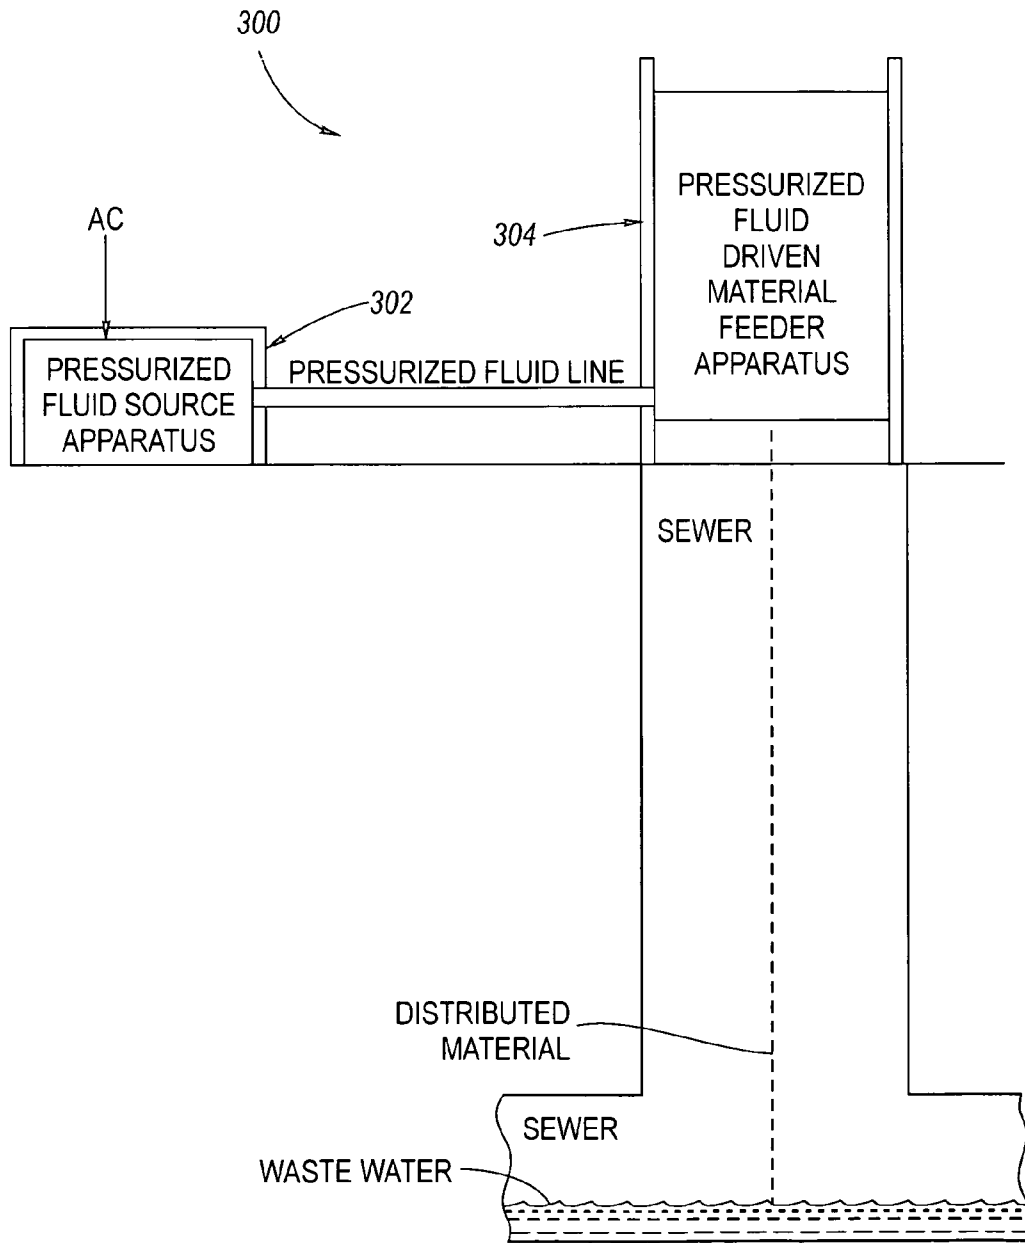 300
AC
304
302
PRESSURIZED
FLUID
DRIVEN
MATERIAL
FEEDER
APPARATUS
PRESSURIZED
FLUID SOURCE
APPARATUS
PRESSURIZED FLUID LINE
SEWER
DISTRIBUTED
MATERIAL
SEWER
WASTE WATER